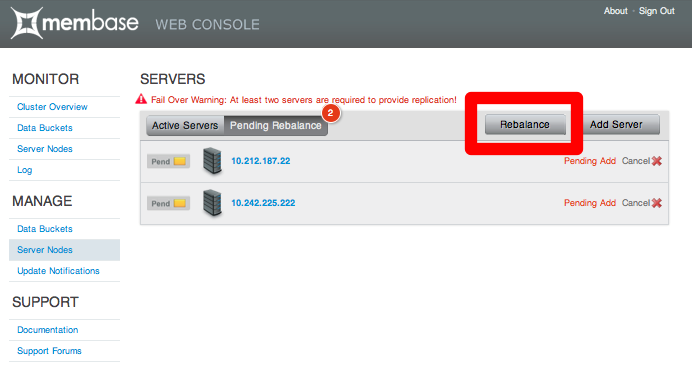 membase WEB CONSOLE
About · Sign Out
MONITOR
Cluster Overview
Data Buckets
Server Nodes
Log
MANAGE
Data Buckets
Server Nodes
Update Notifications
SUPPORT
Documentation
Support Forums
SERVERS
Fail Over Warning: At least two servers are required to provide replication!
Active Servers Pending Rebalance 2 Rebalance Add Server
Pend 10.212.187.22 Pending Add Cancel
Pend 10.242.225.222 Pending Add Cancel